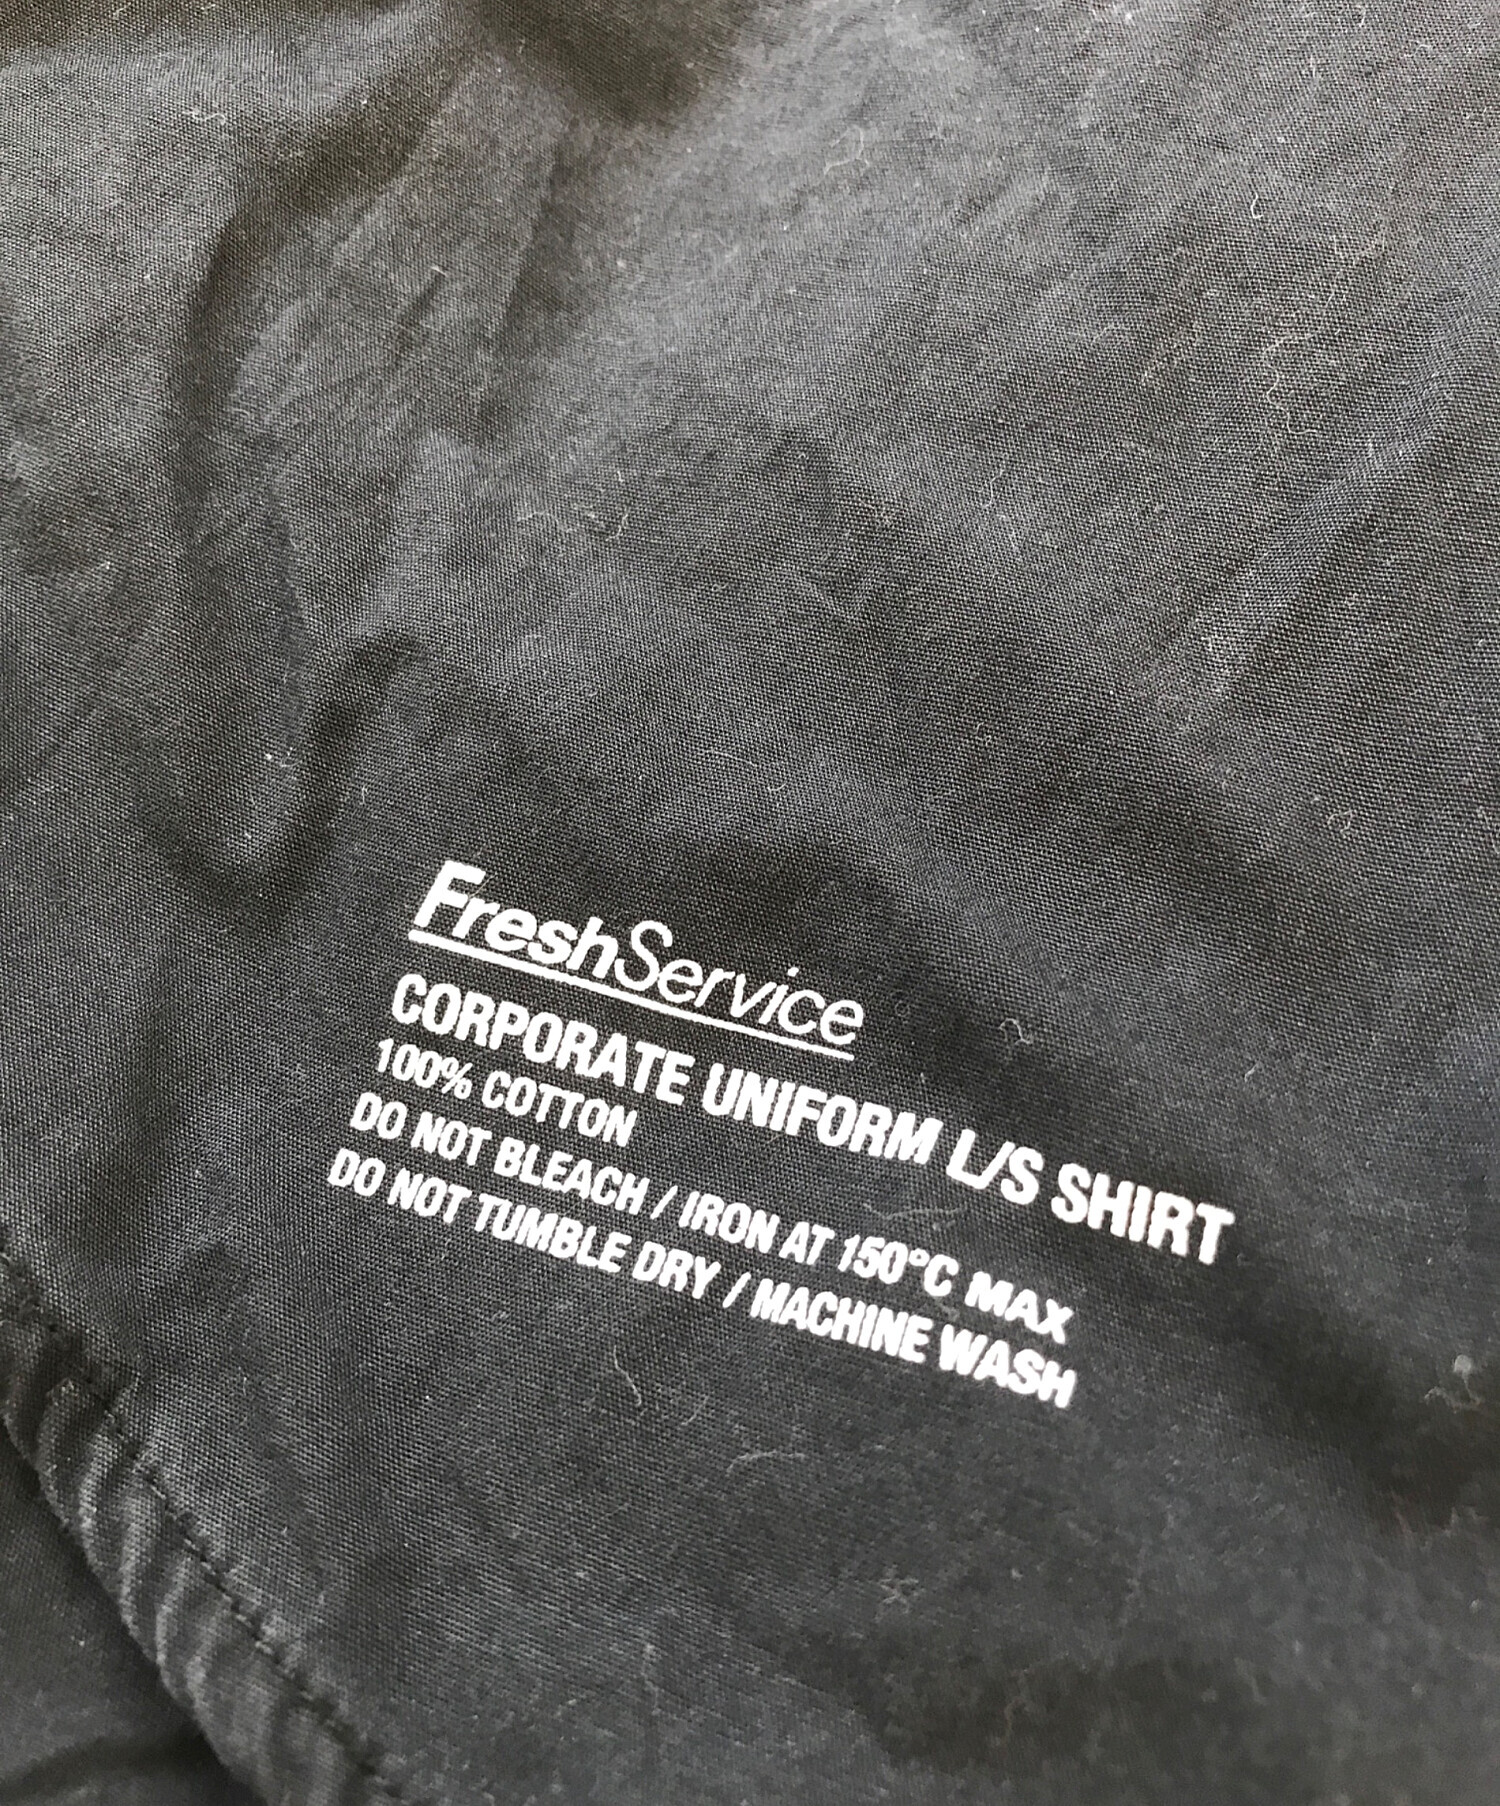 FreshService
CORPORATE UNIFORM L/S SHIRT
100% COTTON
DO NOT BLEACH / IRON AT 150°C MAX
DO NOT TUMBLE DRY / MACHINE WASH